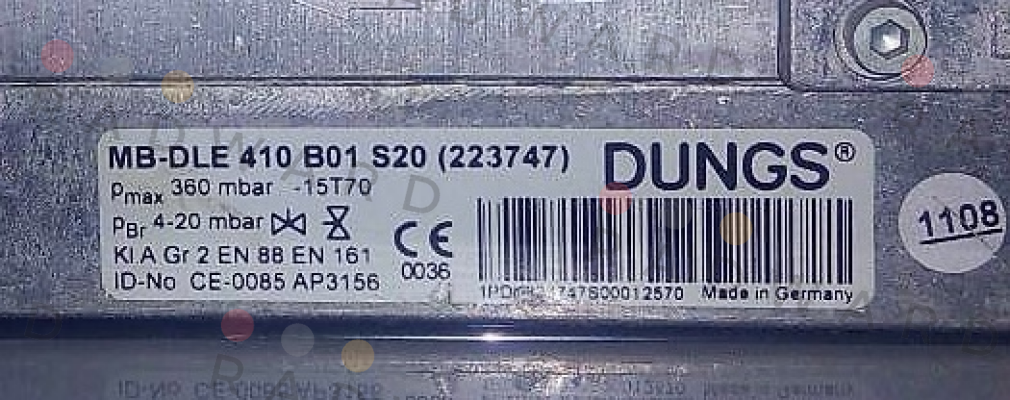 MB-DLE 410 B01 S20 (223747) DUNGS®
pmax 360 mbar -15T70
pBr 4-20 mbar
Kl.A Gr 2 EN 88 EN 161
ID-No CE-0085 AP3156
CE
0036
Made in Germany
1108